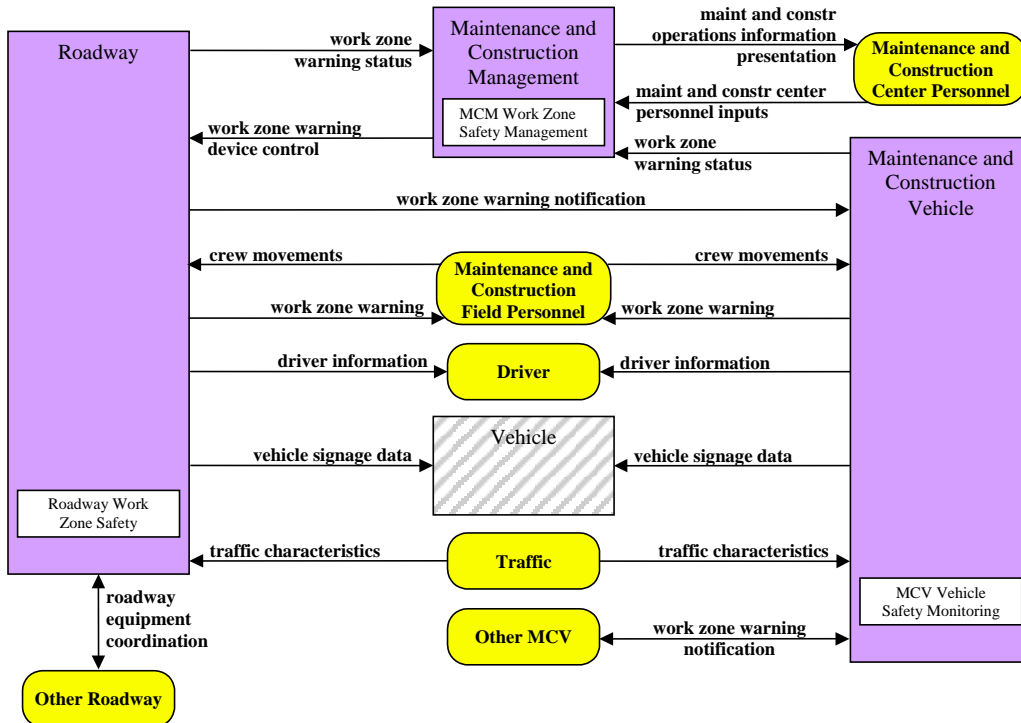 Roadway
work zone
warning status
Maintenance and
Construction
Management
MCM Work Zone
Safety Management
maint and constr
operations information
presentation
Maintenance and
Construction
Center Personnel
maint and constr center
personnel inputs
work zone warning
device control
work zone
warning status
Maintenance and
Construction
Vehicle
work zone warning notification
crew movements
Maintenance and
Construction
Field Personnel
crew movements
work zone warning
work zone warning
driver information
Driver
driver information
Vehicle
vehicle signage data
vehicle signage data
Roadway Work
Zone Safety
traffic characteristics
Traffic
traffic characteristics
MCV Vehicle
Safety Monitoring
roadway
equipment
coordination
Other MCV
work zone warning
notification
Other Roadway